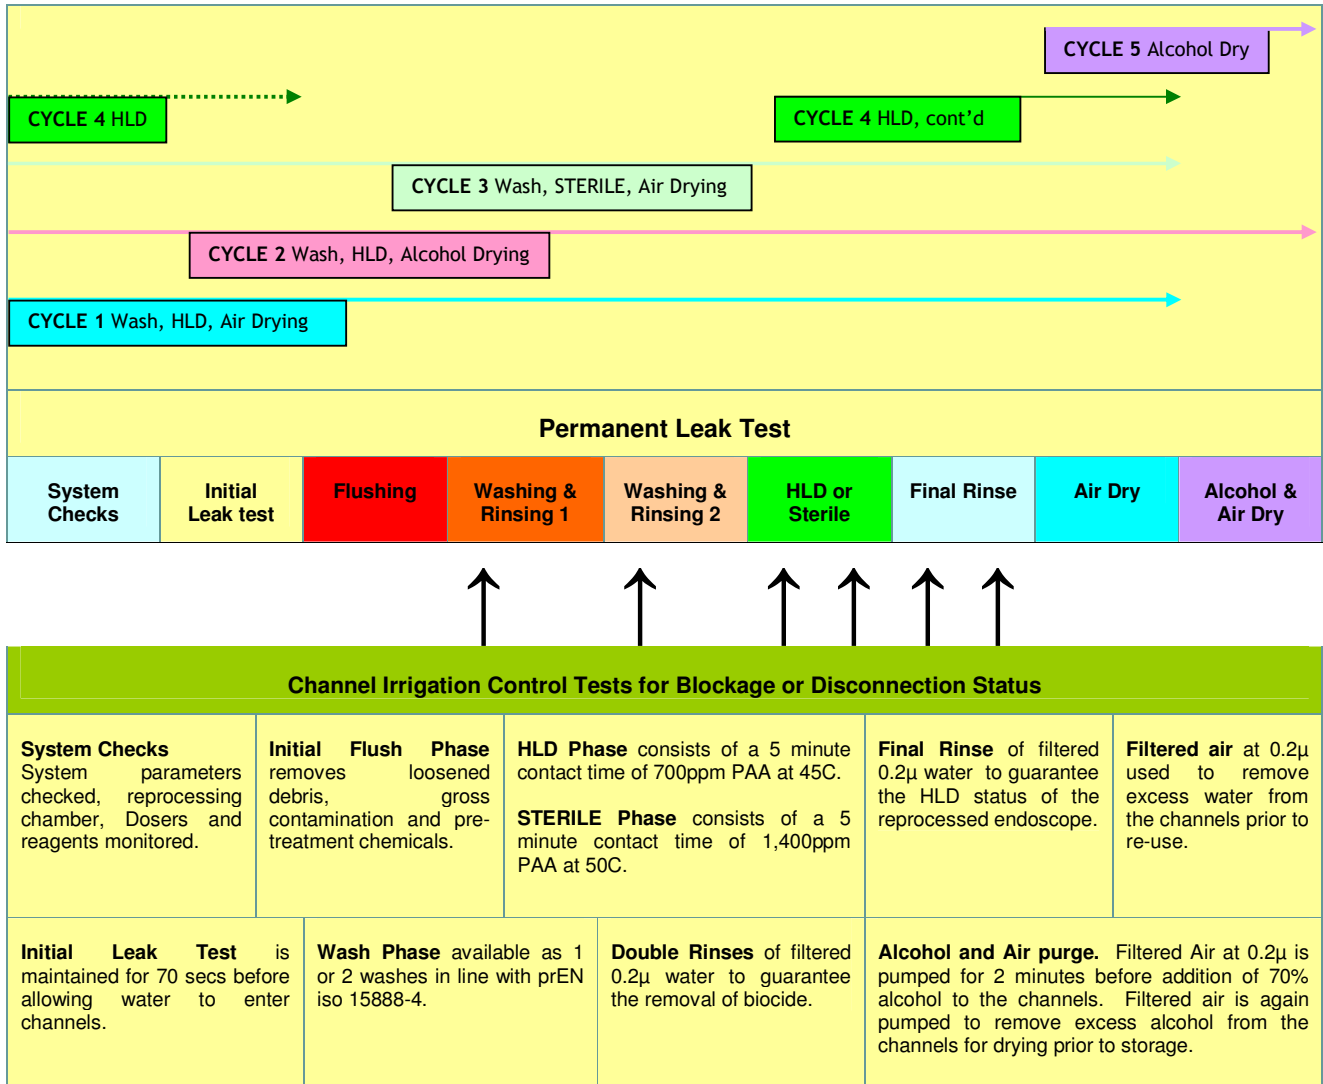 CYCLE 5 Alcohol Dry
CYCLE 4 HLD
CYCLE 4 HLD, cont'd
CYCLE 3 Wash, STERILE, Air Drying
CYCLE 2 Wash, HLD, Alcohol Drying
CYCLE 1 Wash, HLD, Air Drying
Permanent Leak Test
System
Checks
Initial
Leak test
Flushing
Washing &
Rinsing 1
Washing &
Rinsing 2
HLD or
Sterile
Final Rinse
Air Dry
Alcohol &
Air Dry
Channel Irrigation Control Tests for Blockage or Disconnection Status
System Checks
System parameters
checked, reprocessing
chamber, Dosers and
reagents monitored.
Initial Flush Phase
removes loosened
debris, gross
contamination and pre-
treatment chemicals.
HLD Phase consists of a 5 minute
contact time of 700ppm PAA at 45C.
STERILE Phase consists of a 5
minute contact time of 1,400ppm
PAA at 50C.
Final Rinse of filtered
0.2µ water to guarantee
the HLD status of the
reprocessed endoscope.
Filtered air at 0.2µ
used to remove
excess water from
the channels prior to
re-use.
Initial Leak Test is
maintained for 70 secs before
allowing water to enter
channels.
Wash Phase available as 1
or 2 washes in line with prEN
iso 15888-4.
Double Rinses of filtered
0.2µ water to guarantee
the removal of biocide.
Alcohol and Air purge. Filtered Air at 0.2µ is
pumped for 2 minutes before addition of 70%
alcohol to the channels. Filtered air is again
pumped to remove excess alcohol from the
channels for drying prior to storage.